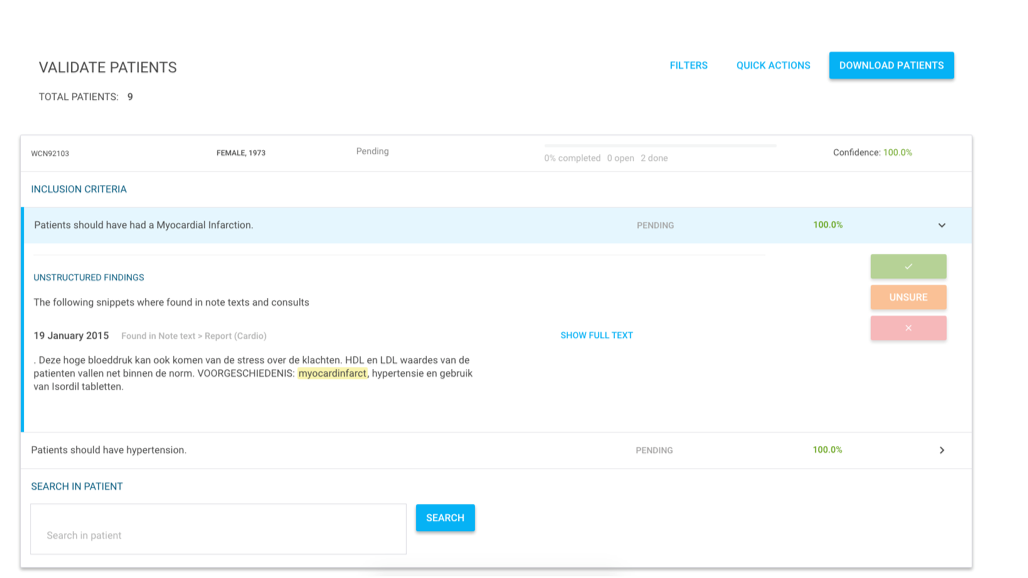 VALIDATE PATIENTS
FILTERS QUICK ACTIONS DOWNLOAD PATIENTS
TOTAL PATIENTS: 9
WCN92103 FEMALE, 1973 Pending 0% completed 0 open 2 done Confidence: 100.0%
INCLUSION CRITERIA
Patients should have had a Myocardial Infarction. PENDING 100.0%
UNSTRUCTURED FINDINGS
The following snippets where found in note texts and consults
UNSURE
19 January 2015 Found in Note text > Report (Cardio) SHOW FULL TEXT
. Deze hoge bloeddruk kan ook komen van de stress over de klachten. HDL en LDL waardes van de
patienten vallen net binnen de norm. VOORGESCHIEDENIS: myocardinfarct, hypertensie en gebruik
van Isordil tabletten.
Patients should have hypertension. PENDING 100.0%
SEARCH IN PATIENT
Search in patient SEARCH